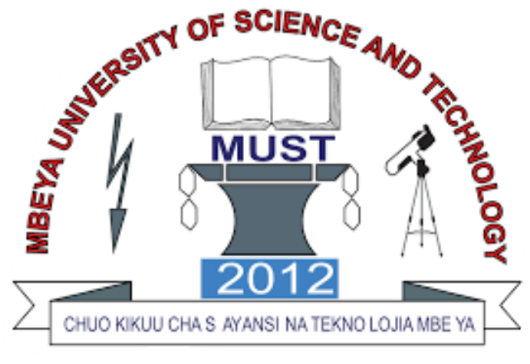 MBEYA UNIVERSITY OF SCIENCE AND TECHNOLOGY
MUST
2012
CHUO KIKUU CHA S AYANSI NA TEKNO LOJIA MBE YA